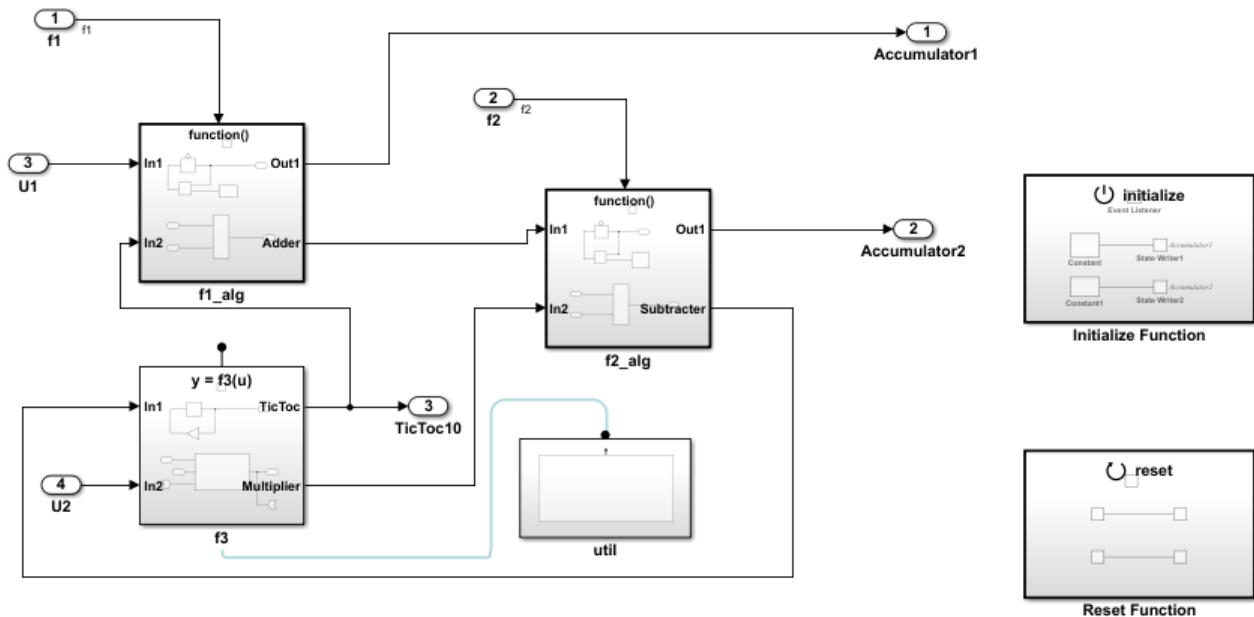 1
f1
f1
1
Accumulator1
2
f2
f2
function()
In1
Out1
3
U1
In2
Adder
f1_alg
function()
In1
Out1
2
Accumulator2
In2
Subtracter
f2_alg
initialize
Event Listener
Constant
State Writer1
Accumulator1
Constant1
State Writer2
Accumulator2
Initialize Function
y = f3(u)
In1
TicToc
3
TicToc10
4
U2
In2
Multiplier
f3
f
util
reset
Reset Function